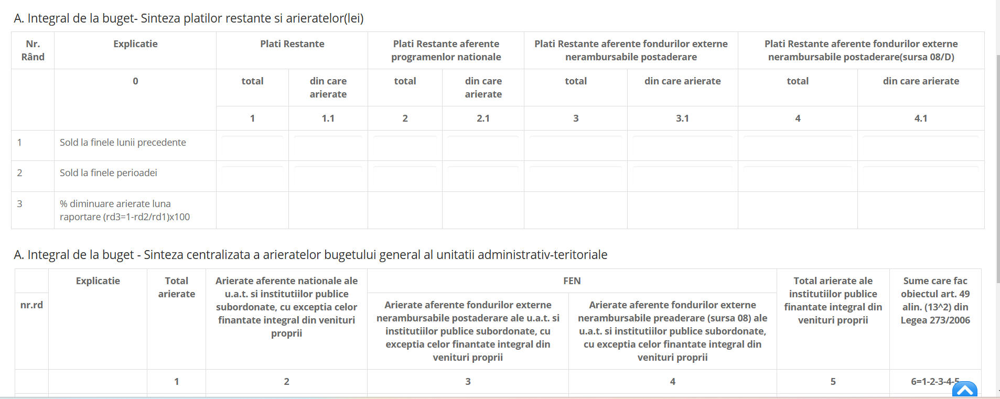 A. Integral de la buget- Sinteza platilor restante si arieratelor(lei)
Nr.
Rând
Explicatie
Plati Restante
Plati Restante aferente
programenlor nationale
Plati Restante aferente fondurilor externe
nerambursabile postaderare
Plati Restante aferente fondurilor externe
nerambursabile postaderare(sursa 08/D)
0
total
din care
arierate
total
din care
arierate
total
din care arierate
total
din care arierate
1
1.1
2
2.1
3
3.1
4
4.1
1
Sold la finele lunii precedente
2
Sold la finele perioadei
3
% diminuare arierate luna
raportare (rd3=1-rd2/rd1)x100
A. Integral de la buget - Sinteza centralizata a arieratelor bugetului general al unitatii administrativ-teritoriale
nr.rd
Explicatie
Total
arierate
Arierate aferente nationale ale
u.a.t. si institutiilor publice
subordonate, cu exceptia celor
finantate integral din venituri
proprii
FEN
Arierate aferente fondurilor externe
nerambursabile postaderare ale u.a.t. si
institutiilor publice subordonate, cu
exceptia celor finantate integral din
venituri proprii
Arierate aferente fondurilor externe
nerambursabile preaderare (sursa 08) ale
u.a.t. si institutiilor publice subordonate,
cu exceptia celor finantate integral din
venituri proprii
Total arierate ale
institutiilor publice
finantate integral din
venituri proprii
Sume care fac
obiectul art. 49
alin. (13^2) din
Legea 273/2006
1
2
3
4
5
6=1-2-3-4-5